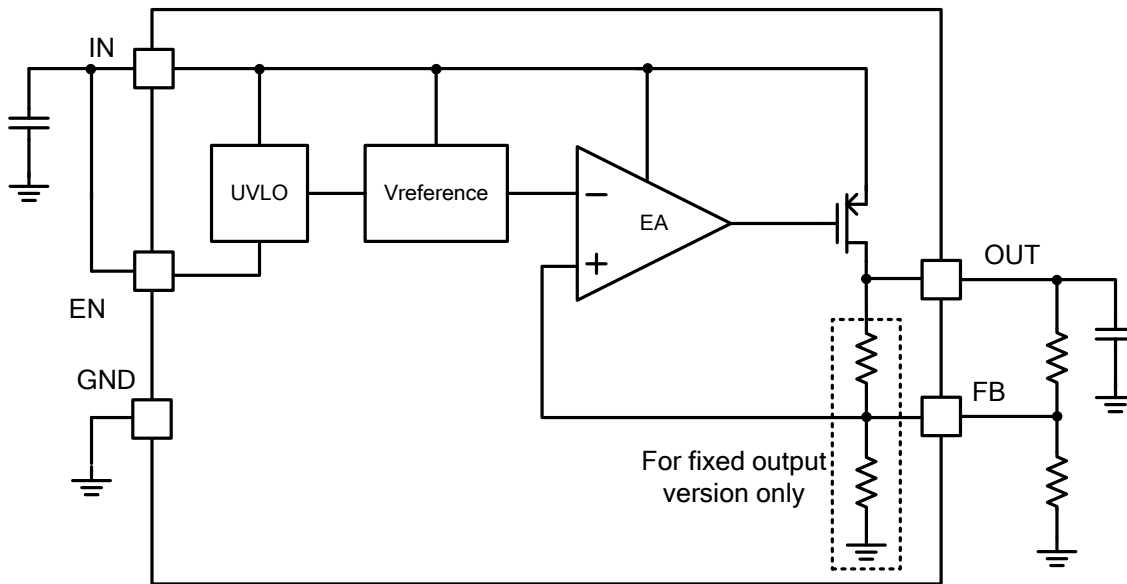 IN
UVLO
Vreference
−
EA
+
EN
OUT
GND
FB
For fixed output
version only